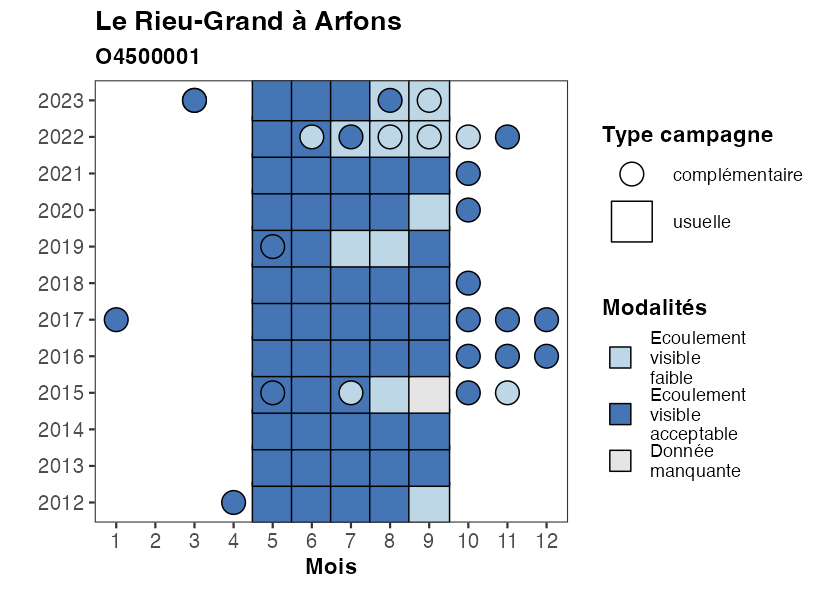 Le Rieu-Grand à Arfons
O4500001
2023
2022
2021
2020
2019
2018
2017
2016
2015
2014
2013
2012
1 2 3 4 5 6 7 8 9 10 11 12
Mois
Type campagne
complémentaire
usuelle
Modalités
Ecoulement
visible
faible
Ecoulement
visible
acceptable
Donnée
manquante